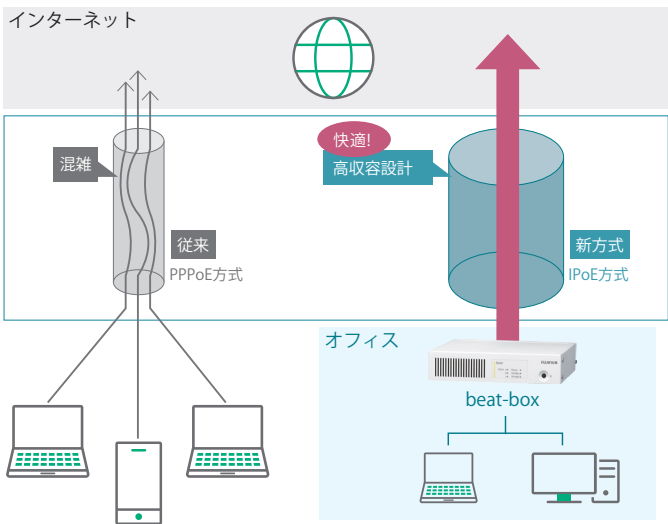 インターネット
快適!
混雑
高収容設計
従来
PPPoE方式
新方式
IPoE方式
オフィス
FUJIFILM
beat-box